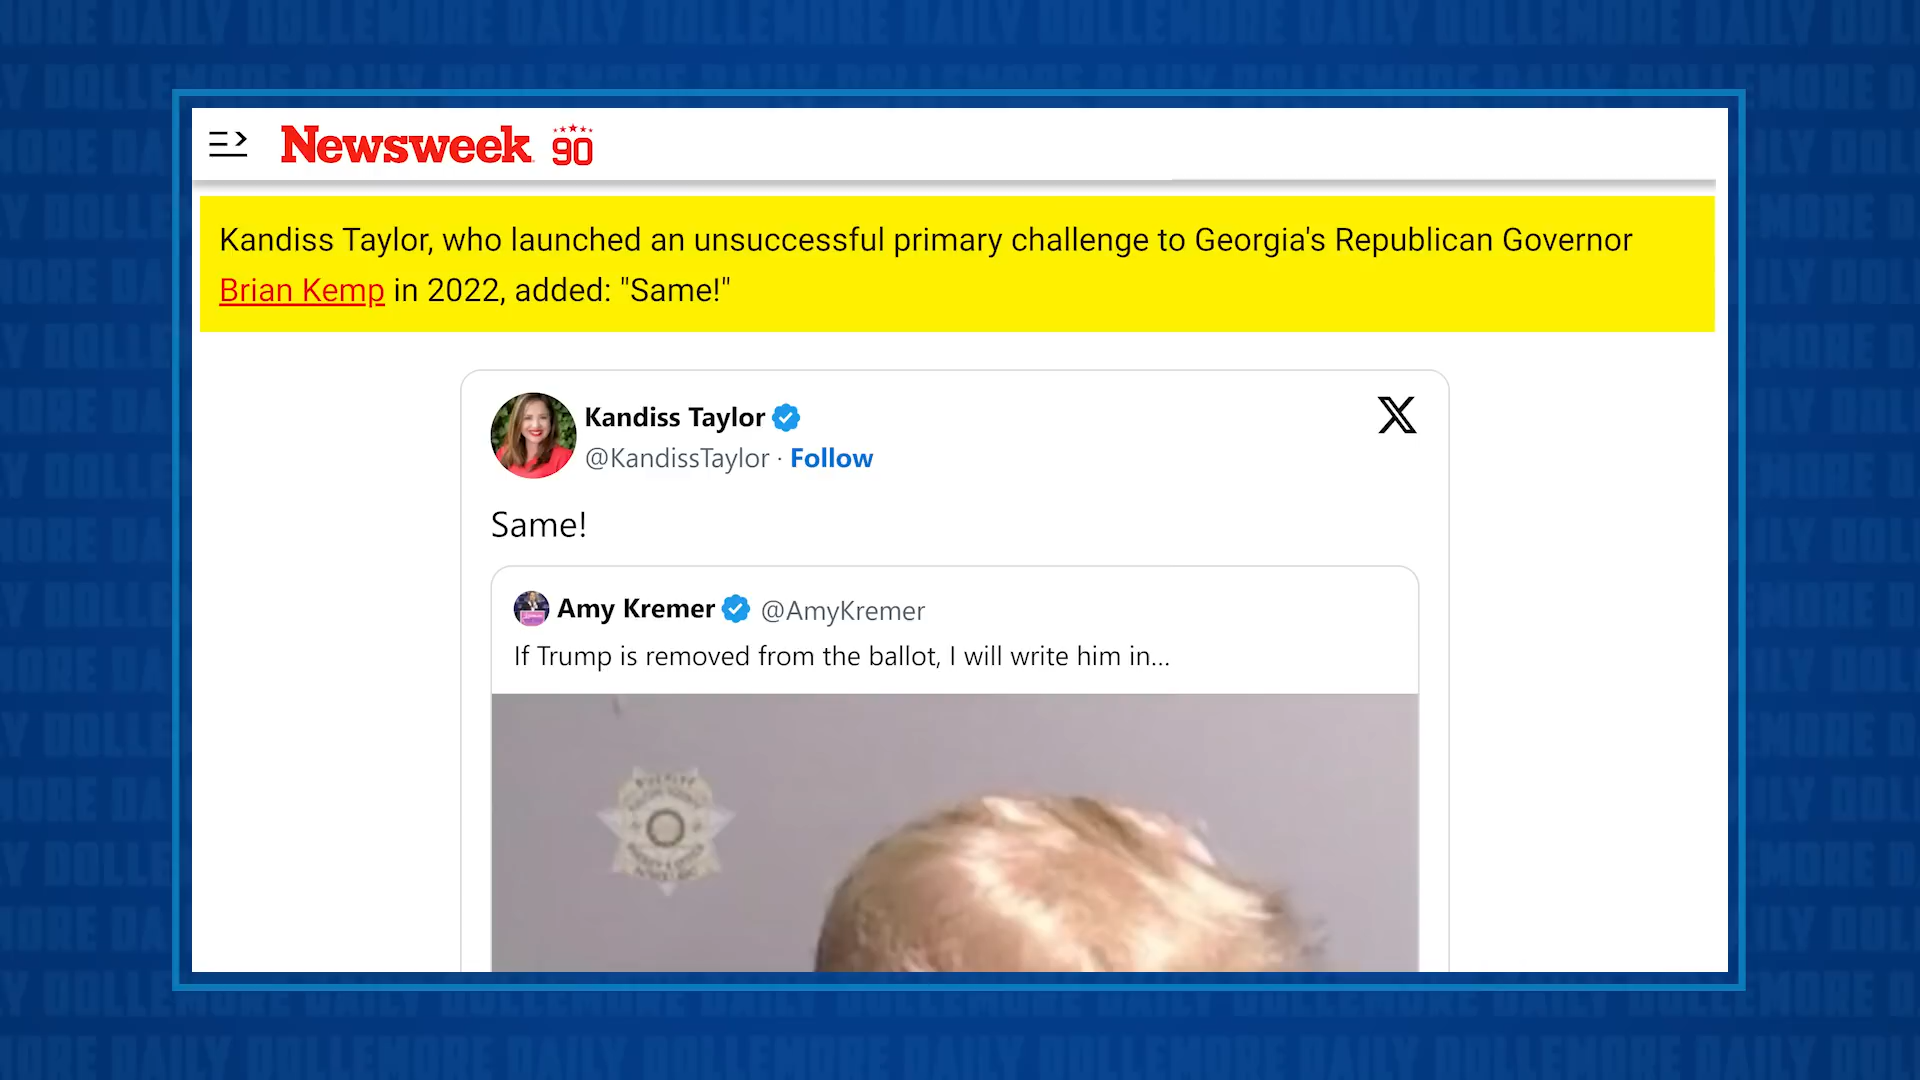 DAILY DOLLEMORE
Newsweek 90
Kandiss Taylor, who launched an unsuccessful primary challenge to Georgia's Republican Governor
Brian Kemp in 2022, added: "Same!"
Kandiss Taylor
@KandissTaylor · Follow
Same!
Amy Kremer @AmyKremer
If Trump is removed from the ballot, I will write him in...